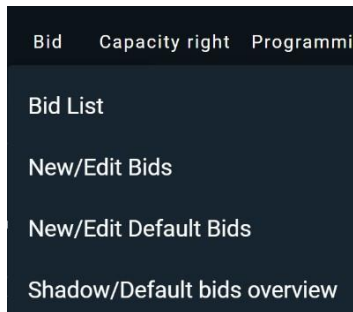 Bid Capacity right Programmi
Bid List
New/Edit Bids
New/Edit Default Bids
Shadow/Default bids overview